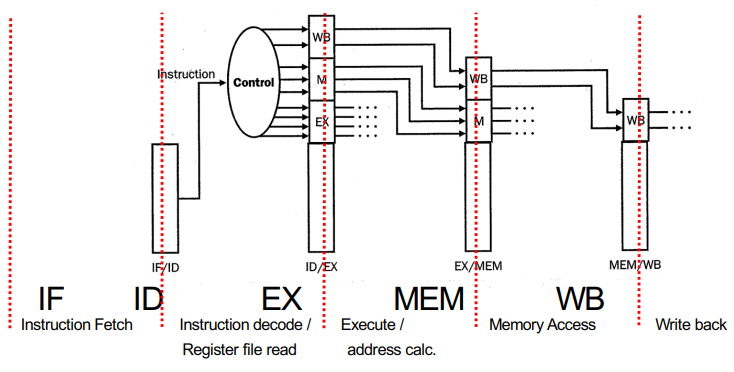 WB
Instruction
Control
M
WB
EX
M
WB
IF/ID
ID/EX
EX/MEM
MEM/WB
IF
ID
EX
MEM
WB
Instruction Fetch
Instruction decode /
Register file read
Execute /
address calc.
Memory Access
Write back